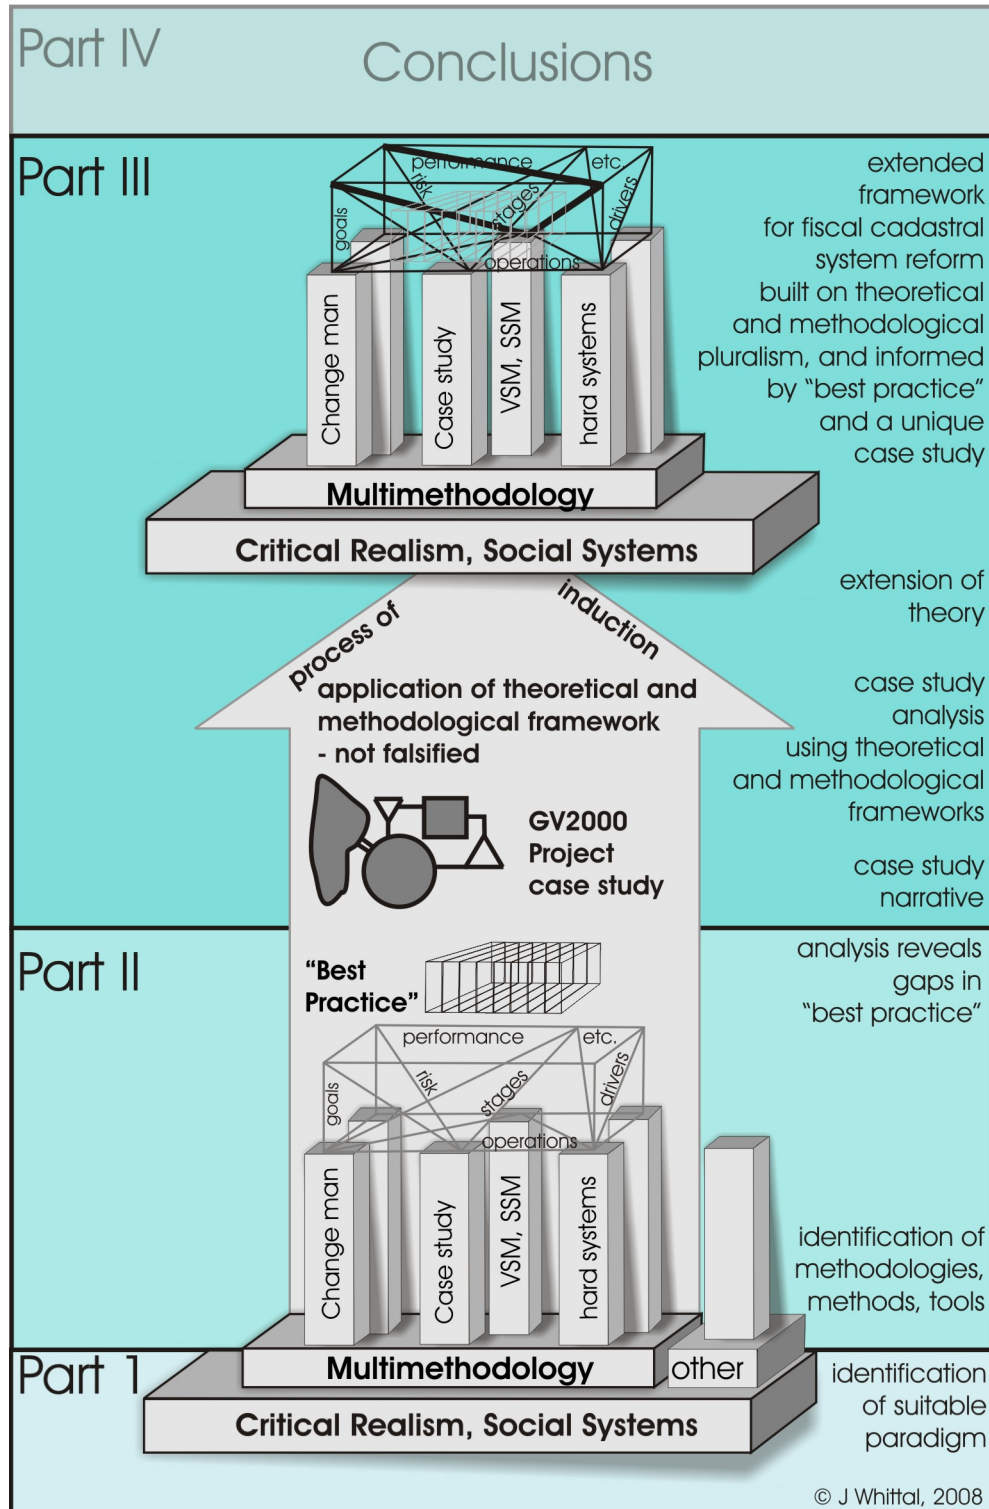 Part IV
Conclusions
Part III
performance
etc
risk
stages
drivers
goals
operations
Change man
Case study
VSM, SSM
hard systems
Multimethodology
Critical Realism, Social Systems
extended
framework
for fiscal cadastral
system reform
built on theoretical
and methodological
pluralism, and informed
by “best practice”
and a unique
case study
extension of
theory
process of
induction
application of theoretical and
methodological framework
- not falsified
case study
analysis
using theoretical
and methodological
frameworks
GV2000
Project
case study
case study
narrative
Part II
analysis reveals
gaps in
“best practice”
“Best
Practice”
performance
etc.
risk
stages
drivers
goals
operations
Change man
Case study
VSM, SSM
hard systems
identification of
methodologies,
methods, tools
Part 1
Multimethodology
other
Critical Realism, Social Systems
identification
of suitable
paradigm
© J Whittal, 2008